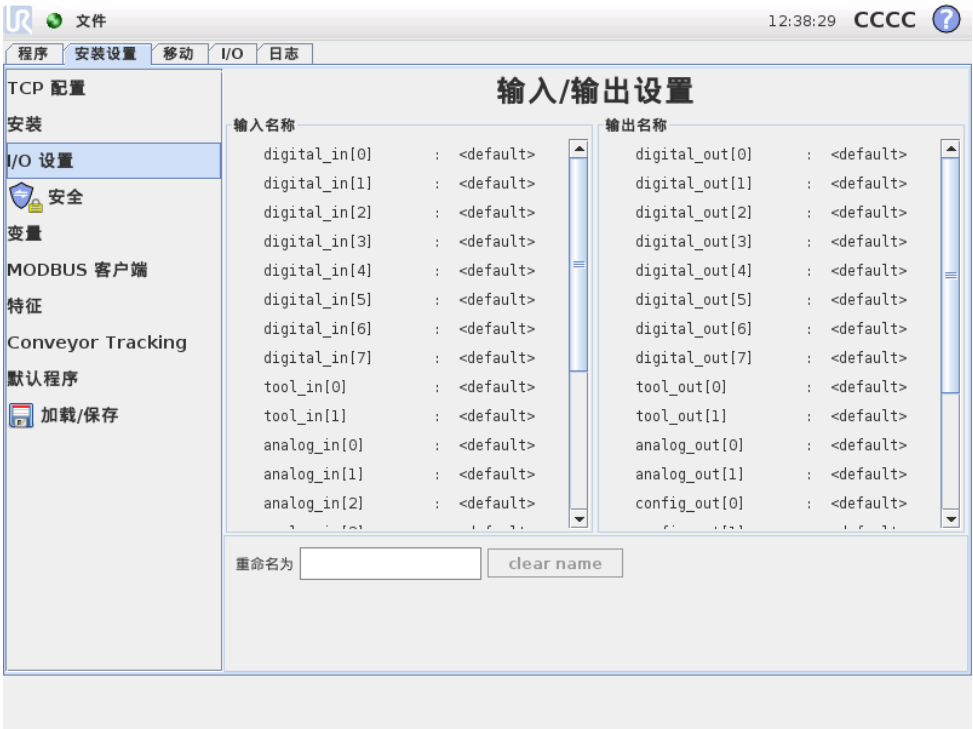 UR 文件 12:38:29 CCCC ?
程序 安装设置 移动 I/O 日志
TCP 配置
安装
I/O 设置
安全
变量
MODBUS 客户端
特征
Conveyor Tracking
默认程序
加载/保存
输入/输出设置
输入名称
digital_in[0] : <default>
digital_in[1] : <default>
digital_in[2] : <default>
digital_in[3] : <default>
digital_in[4] : <default>
digital_in[5] : <default>
digital_in[6] : <default>
digital_in[7] : <default>
tool_in[0] : <default>
tool_in[1] : <default>
analog_in[0] : <default>
analog_in[1] : <default>
analog_in[2] : <default>
输出名称
digital_out[0] : <default>
digital_out[1] : <default>
digital_out[2] : <default>
digital_out[3] : <default>
digital_out[4] : <default>
digital_out[5] : <default>
digital_out[6] : <default>
digital_out[7] : <default>
tool_out[0] : <default>
tool_out[1] : <default>
analog_out[0] : <default>
analog_out[1] : <default>
config_out[0] : <default>
重命名为 clear name